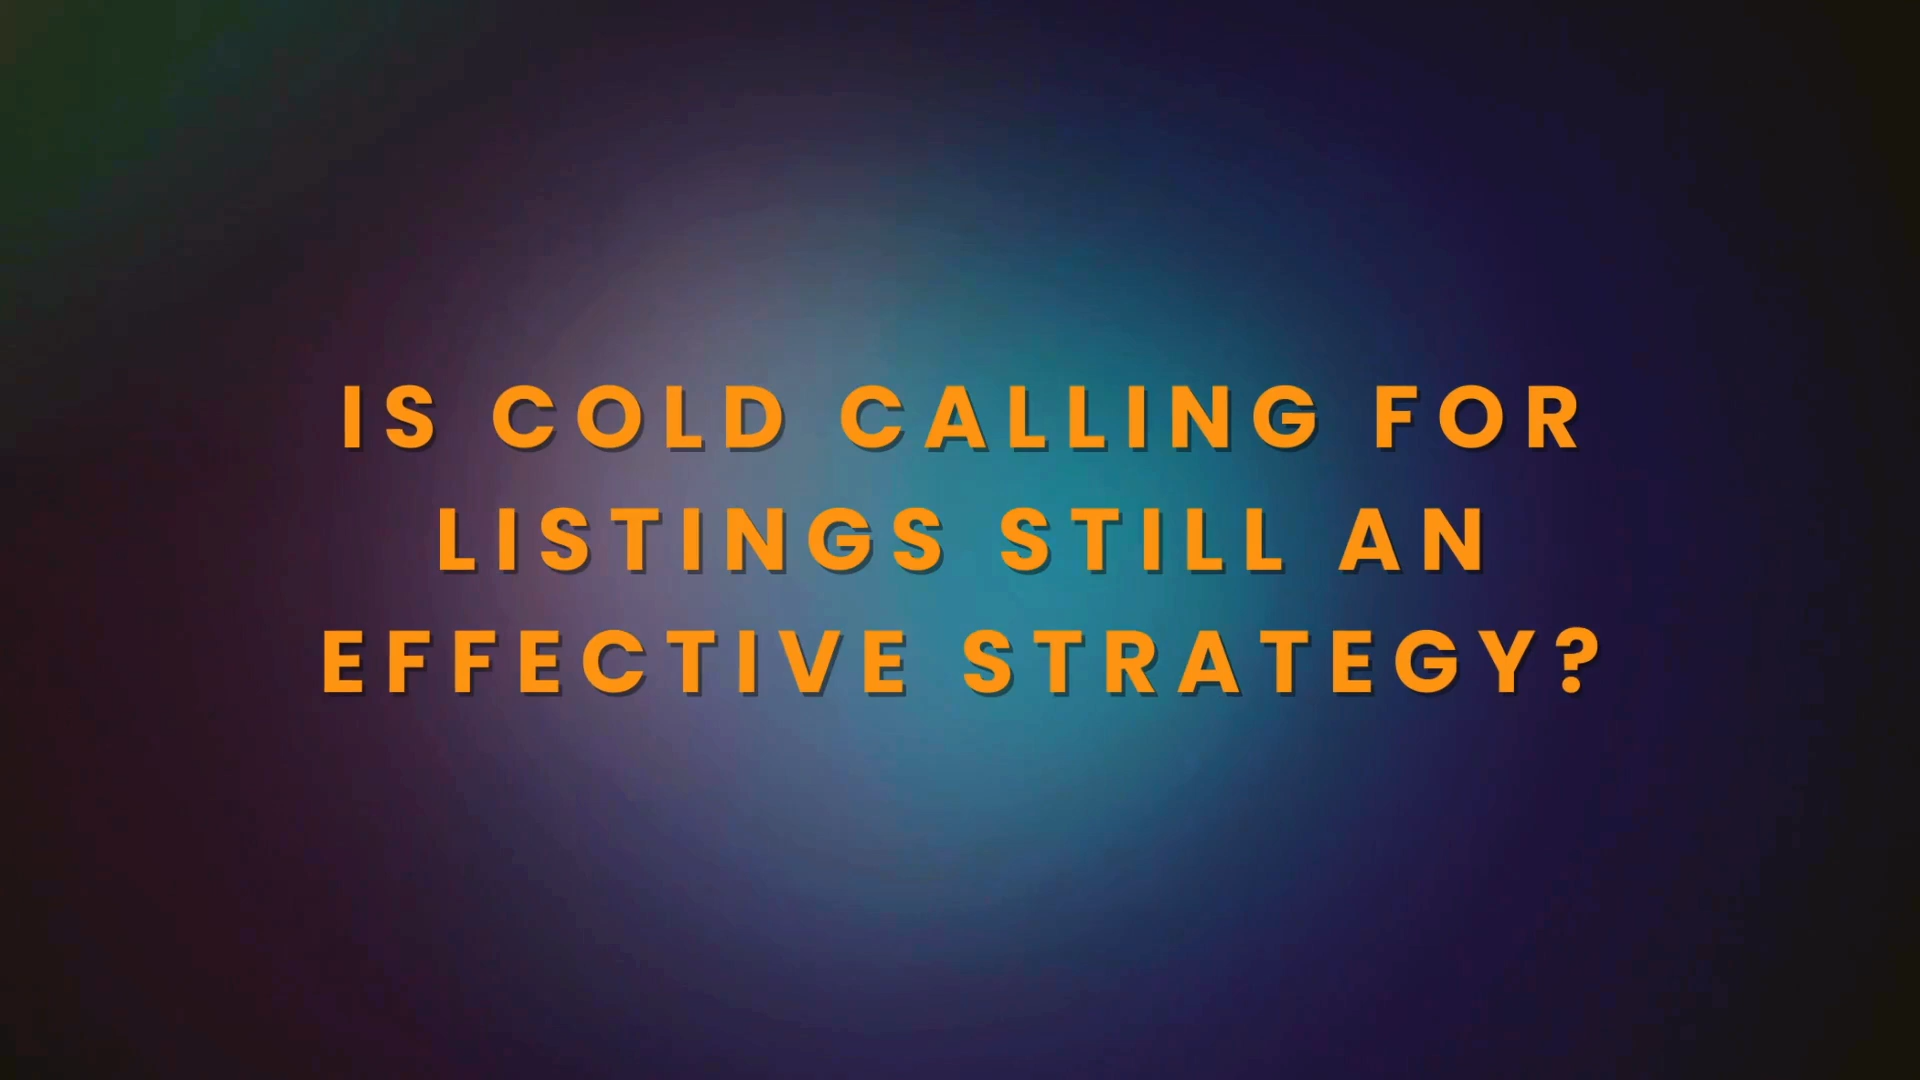 IS COLD CALLING FOR
LISTINGS STILL AN
EFFECTIVE STRATEGY?